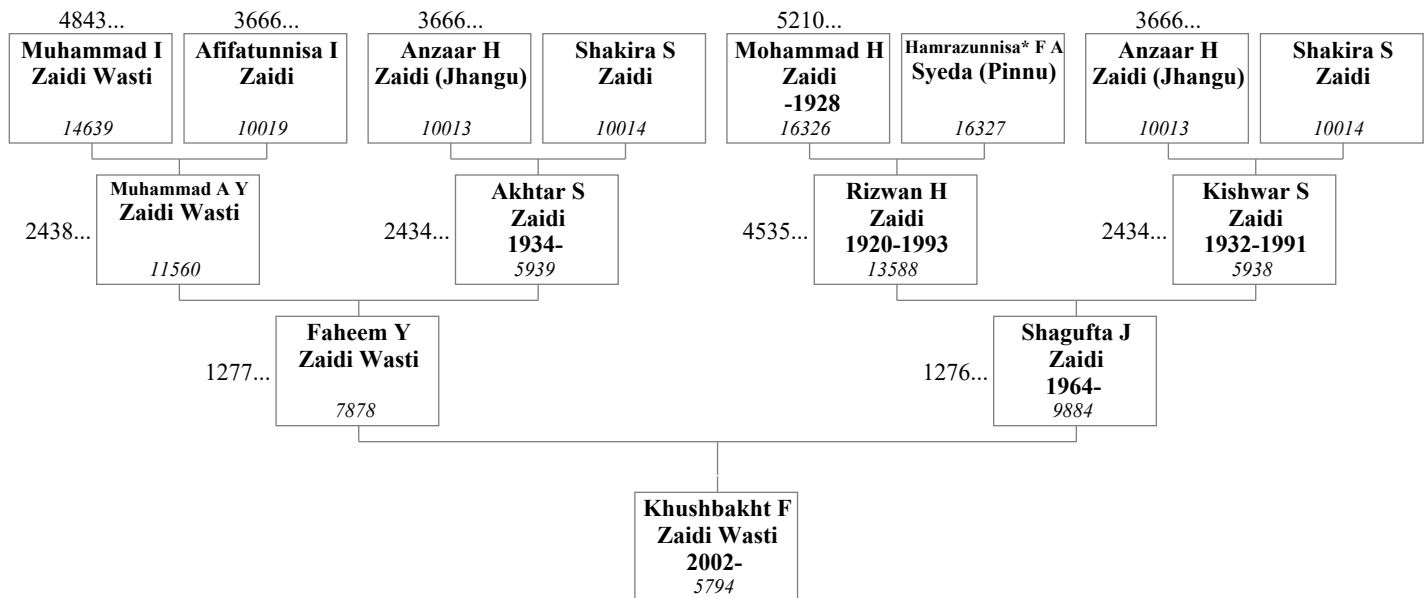 4843...
3666...
3666...
5210...
3666...
Muhammad I
Zaidi Wasti
14639
Afifatunnisa I
Zaidi
10019
Anzaar H
Zaidi (Jhangu)
10013
Shakira S
Zaidi
10014
Mohammad H
Zaidi
-1928
16326
Hamrazunnisa* F A
Syeda (Pinnu)
16327
Anzaar H
Zaidi (Jhangu)
10013
Shakira S
Zaidi
10014
2438...
Muhammad A Y
Zaidi Wasti
11560
2434...
Akhtar S
Zaidi
1934-
5939
4535...
Rizwan H
Zaidi
1920-1993
13588
2434...
Kishwar S
Zaidi
1932-1991
5938
1277...
Faheem Y
Zaidi Wasti
7878
1276...
Shagufta J
Zaidi
1964-
9884
Khushbakht F
Zaidi Wasti
2002-
5794